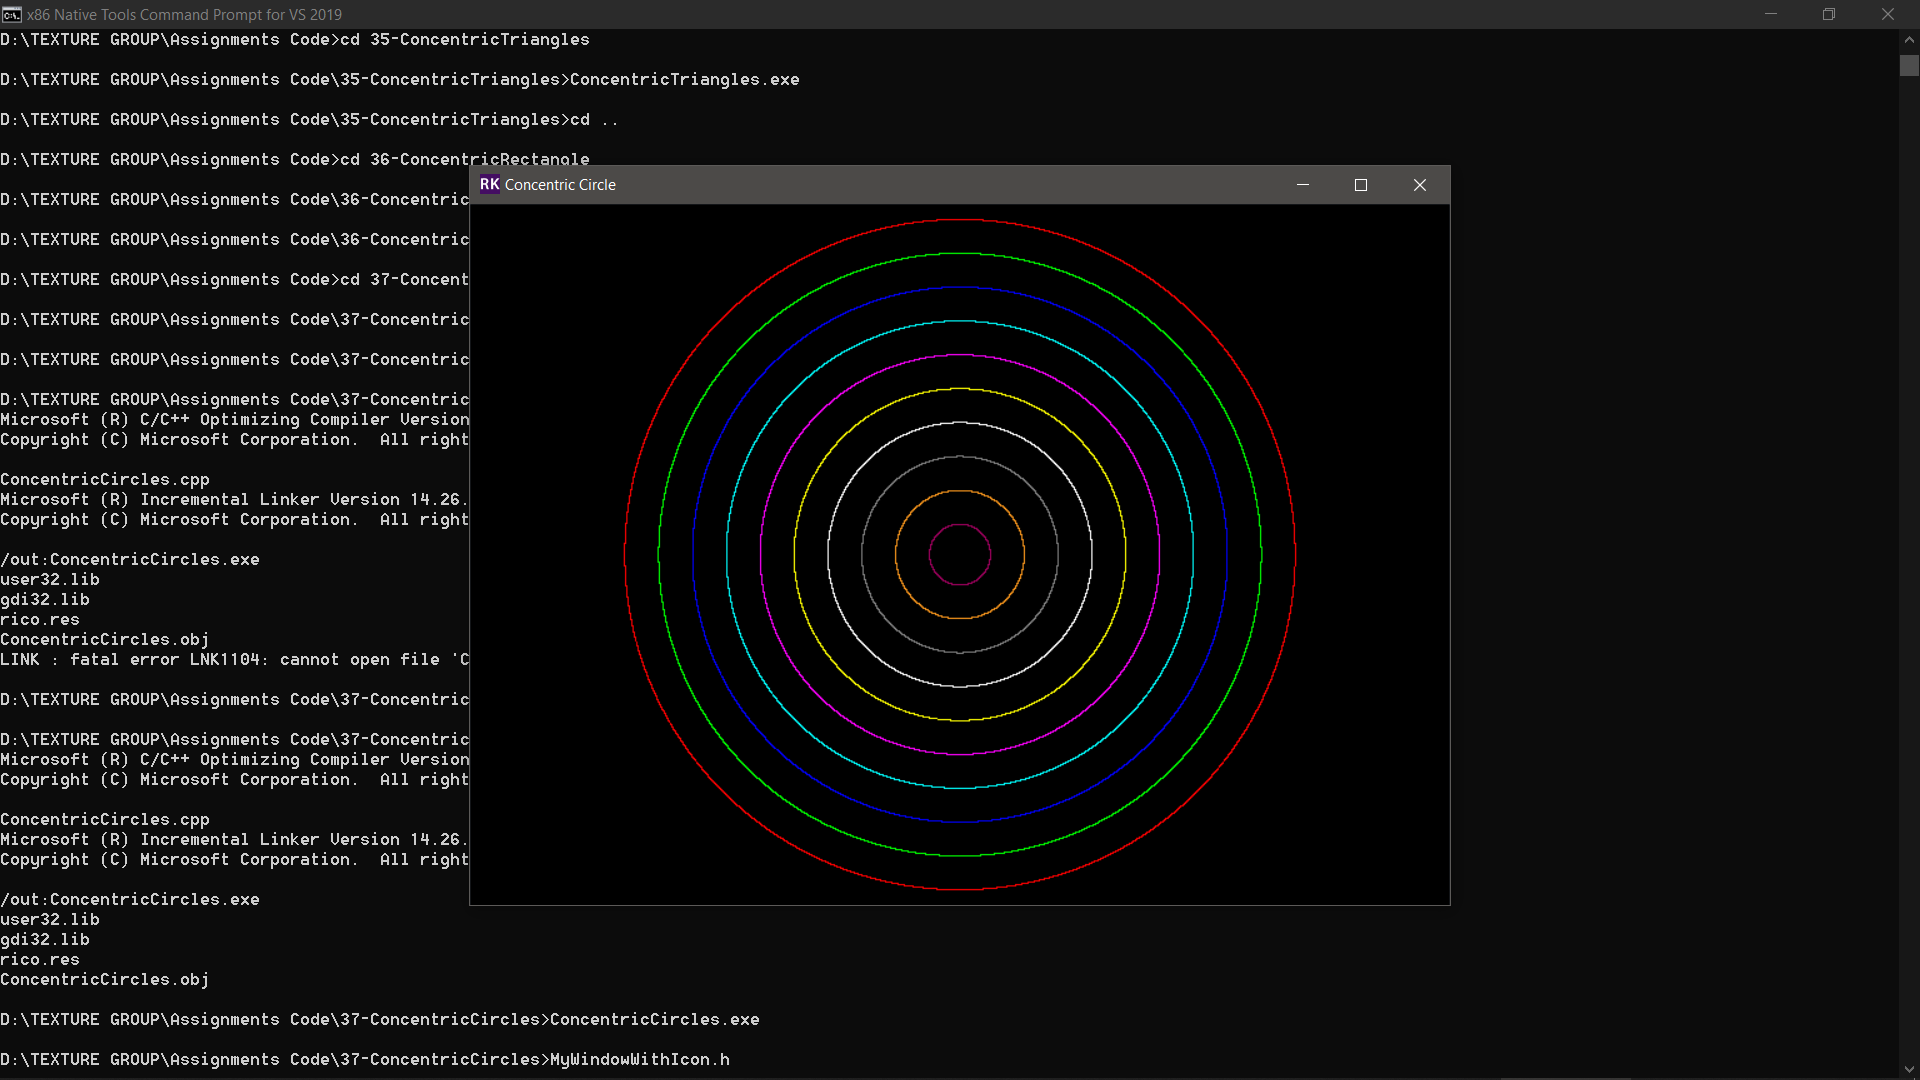 x86 Native Tools Command Prompt for VS 2019
D:\TEXTURE GROUP\Assignments Code>cd 35-ConcentricTriangles
D:\TEXTURE GROUP\Assignments Code\35-ConcentricTriangles>ConcentricTriangles.exe
D:\TEXTURE GROUP\Assignments Code\35-ConcentricTriangles>cd ..
D:\TEXTURE GROUP\Assignments Code>cd 36-ConcentricRectangle
RK Concentric Circle
D:\TEXTURE GROUP\Assignments Code\36-Concentric
D:\TEXTURE GROUP\Assignments Code\36-Concentric
D:\TEXTURE GROUP\Assignments Code>cd 37-Concent
D:\TEXTURE GROUP\Assignments Code\37-Concentric
D:\TEXTURE GROUP\Assignments Code\37-Concentric
D:\TEXTURE GROUP\Assignments Code\37-Concentric
Microsoft (R) C/C++ Optimizing Compiler Version
Copyright (C) Microsoft Corporation.  All right
ConcentricCircles.cpp
Microsoft (R) Incremental Linker Version 14.26.
Copyright (C) Microsoft Corporation.  All right
/out:ConcentricCircles.exe
user32.lib
gdi32.lib
rico.res
ConcentricCircles.obj
LINK : fatal error LNK1104: cannot open file 'C
D:\TEXTURE GROUP\Assignments Code\37-Concentric
D:\TEXTURE GROUP\Assignments Code\37-Concentric
Microsoft (R) C/C++ Optimizing Compiler Version
Copyright (C) Microsoft Corporation.  All right
ConcentricCircles.cpp
Microsoft (R) Incremental Linker Version 14.26.
Copyright (C) Microsoft Corporation.  All right
/out:ConcentricCircles.exe
user32.lib
gdi32.lib
rico.res
ConcentricCircles.obj
D:\TEXTURE GROUP\Assignments Code\37-ConcentricCircles>ConcentricCircles.exe
D:\TEXTURE GROUP\Assignments Code\37-ConcentricCircles>MyWindowWithIcon.h